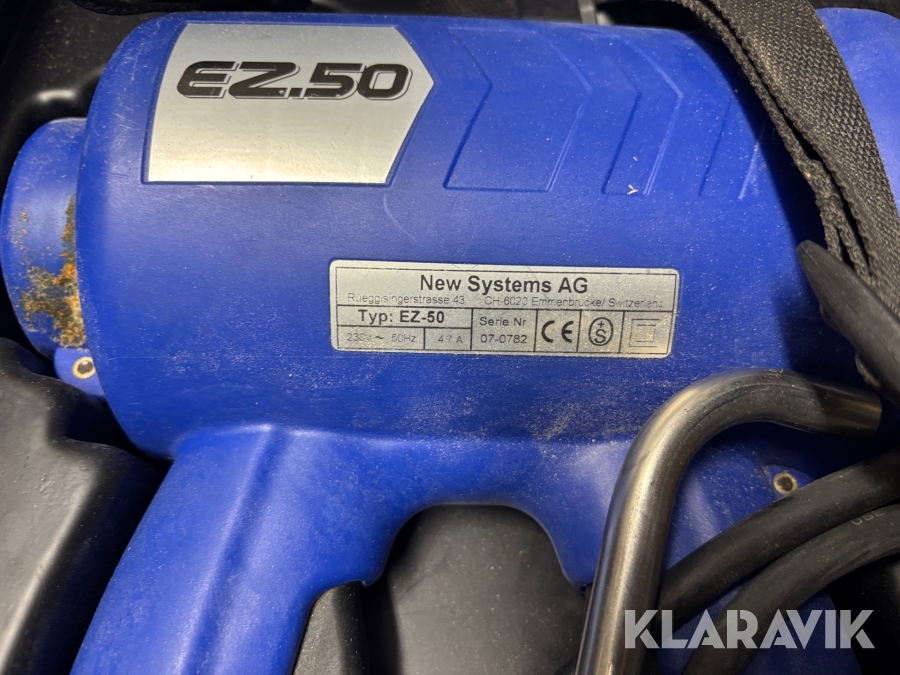 EZ.50
New Systems AG
Rüeggisingerstrasse 43 CH-6020 Emmenbrücke/ Switzerland
Typ: EZ-50
230V ~ 50Hz 4.7 A
Serie Nr
07-0782
CE
+S
KLARAVIK